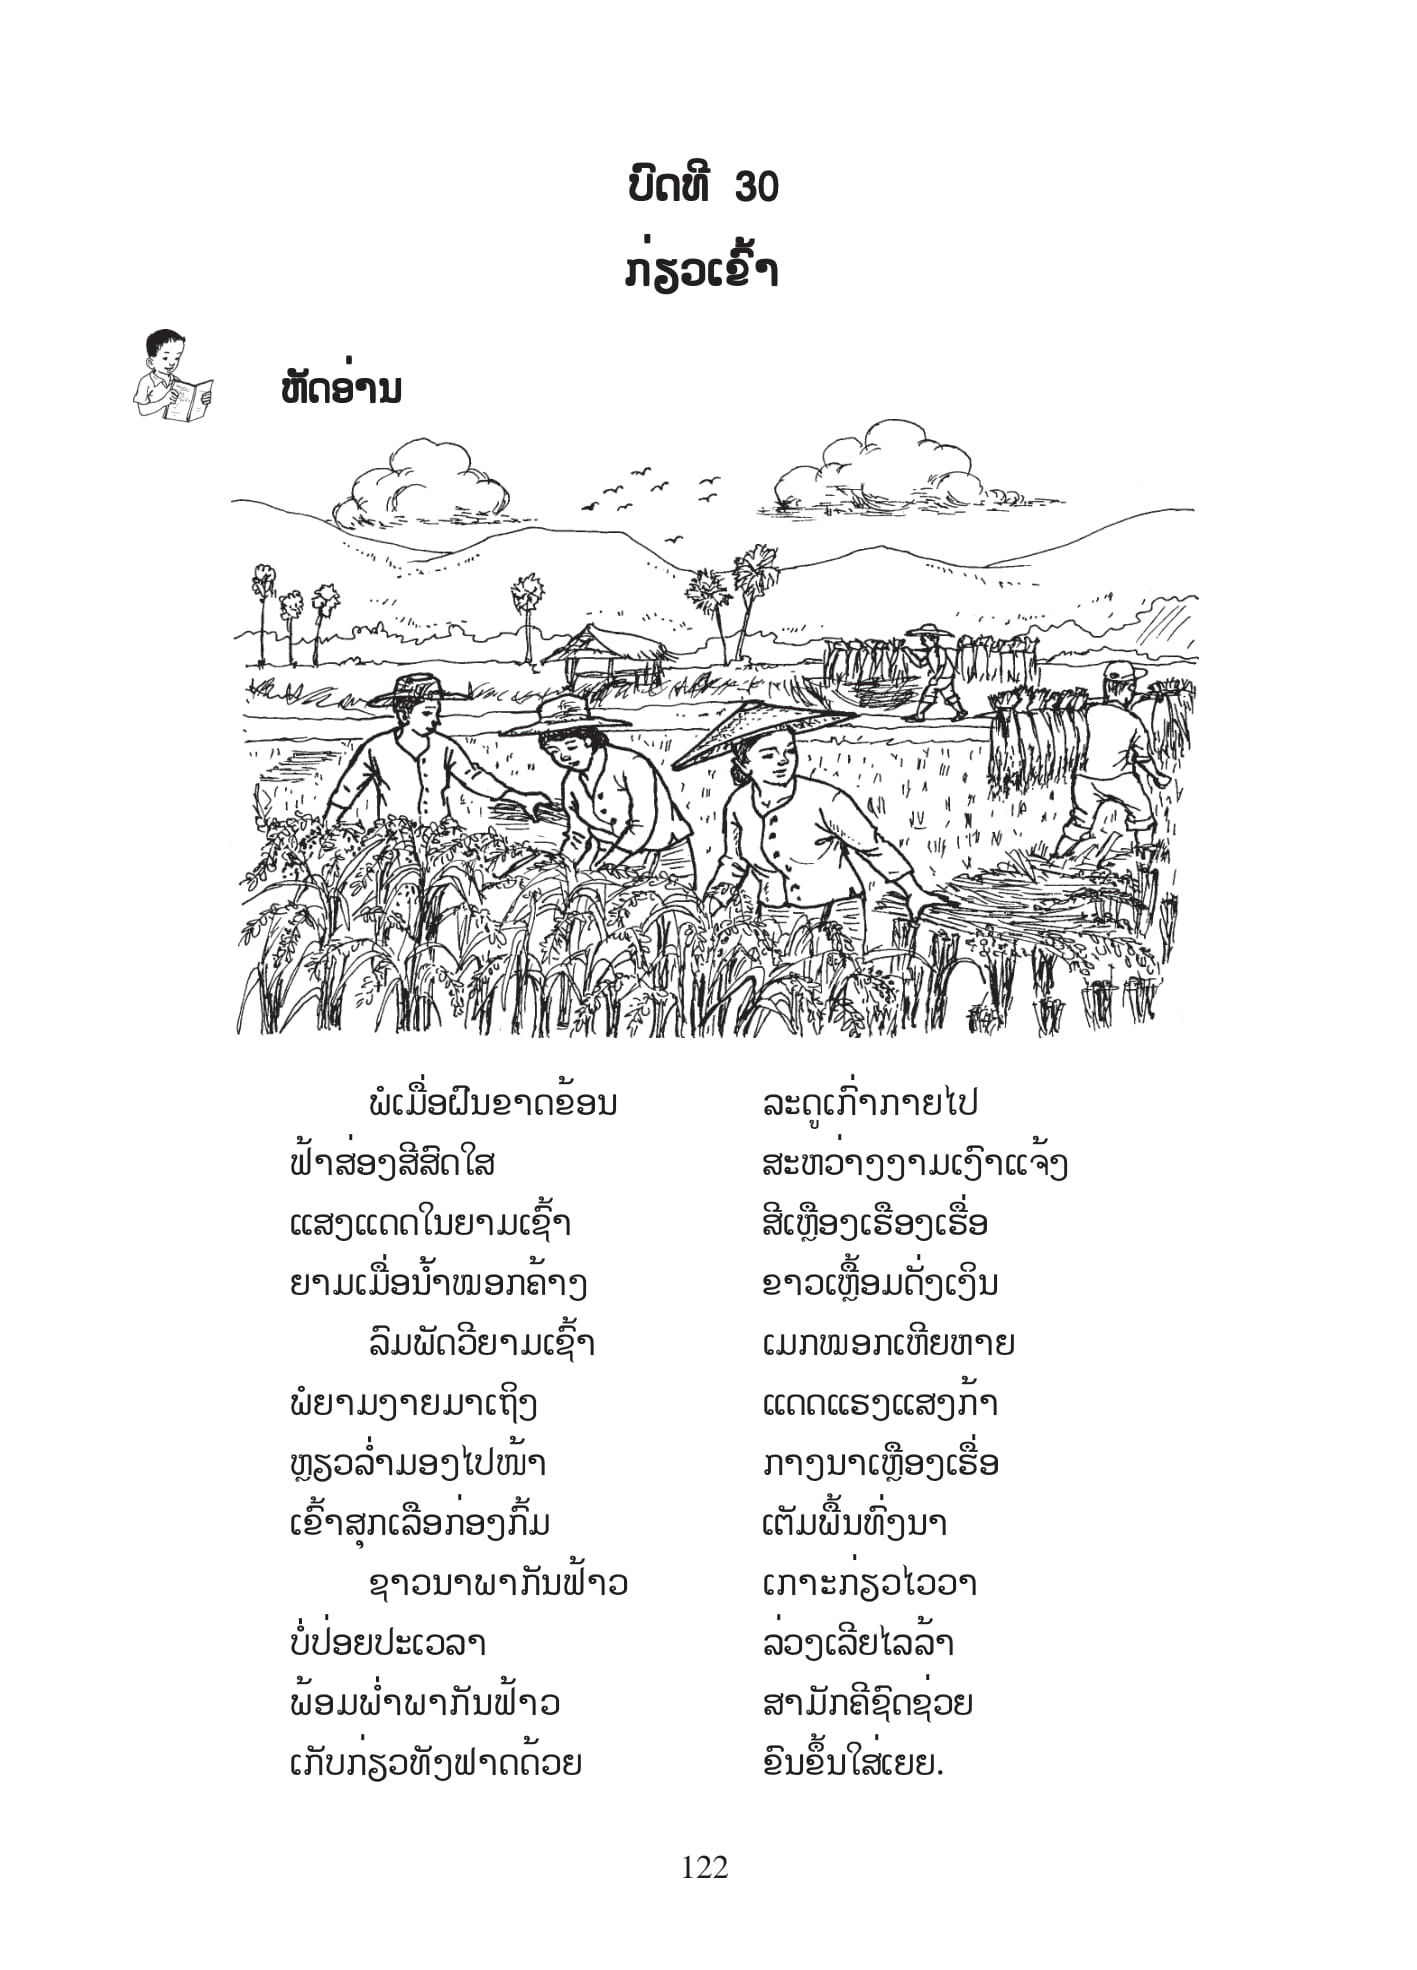 ບົດທີ 30
ກ່ຽວເຂົ້າ
ຫັດອ່ານ
ພໍເມື່ອຝົນຂາດຂ້ອນ ລະດູເກົ່າກາຍໄປ
ຟ້າສ່ອງສີສົດໃສ ສະຫວ່າງງາມເງົາແຈ້ງ
ແສງແດດໃນຍາມເຊົ້າ ສີເຫຼືອງເຮືອງເຮື່ອ
ຍາມເມື່ອນ້ຳໝອກຄ້າງ ຂາວເຫຼື້ອມດັ່ງເງິນ
ລົມພັດວີຍາມເຊົ້າ ເມກໝອກເຫີຍຫາຍ
ພໍຍາມງາຍມາເຖິງ ແດດແຮງແສງກ້າ
ຫຼຽວລ່ຳມອງໄປໜ້າ ກາງນາເຫຼືອງເຮື່ອ
ເຂົ້າສຸກເລືອກ່ອງກົ້ມ ເຕັມພື້ນທົ່ງນາ
ຊາວນາພາກັນຟ້າວ ເກາະກ່ຽວໄວວາ
ບໍ່ປ່ອຍປະເວລາ ລ່ວງເລີຍໄລລ້າ
ພ້ອມພ່ຳພາກັນຟ້າວ ສາມັກຄີຊົດຊ່ວຍ
ເກັບກ່ຽວທັງຟາດດ້ວຍ ຂົນຂຶ້ນໃສ່ເຍຍ.
122